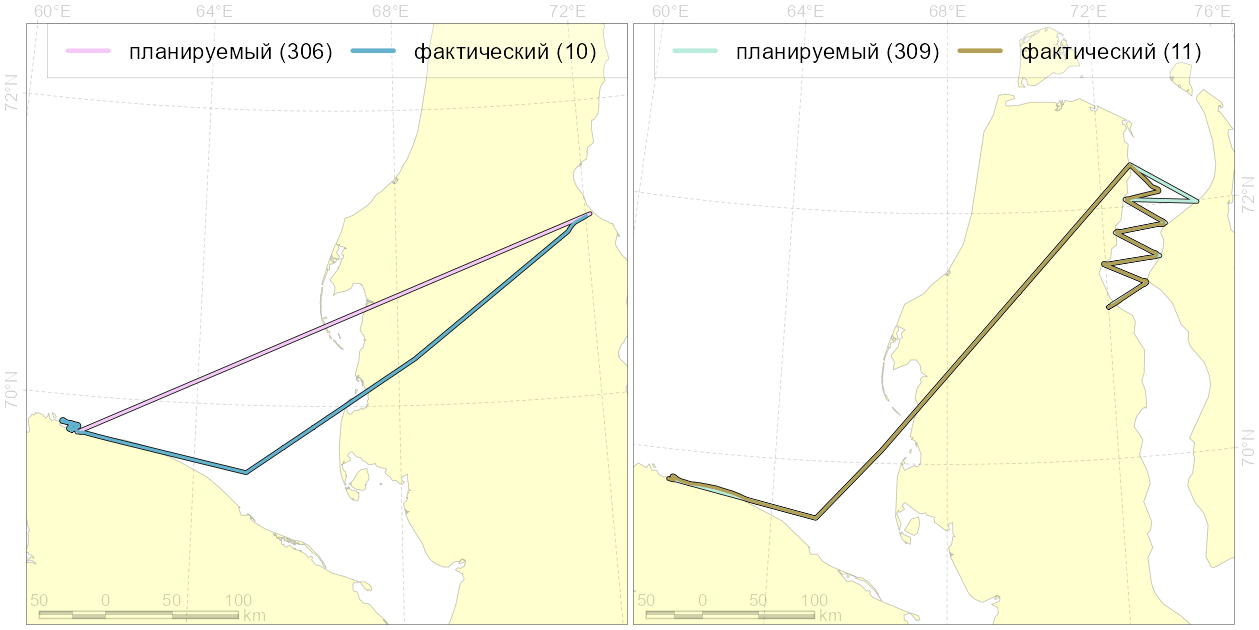 60°E 64°E 68°E 72°E 60°E 64°E 68°E 72°E 76°E
планируемый (306) фактический (10) планируемый (309) фактический (11)
72°N
72°N
70°N
70°N
50 0 50 100 50 0 50 100
km km